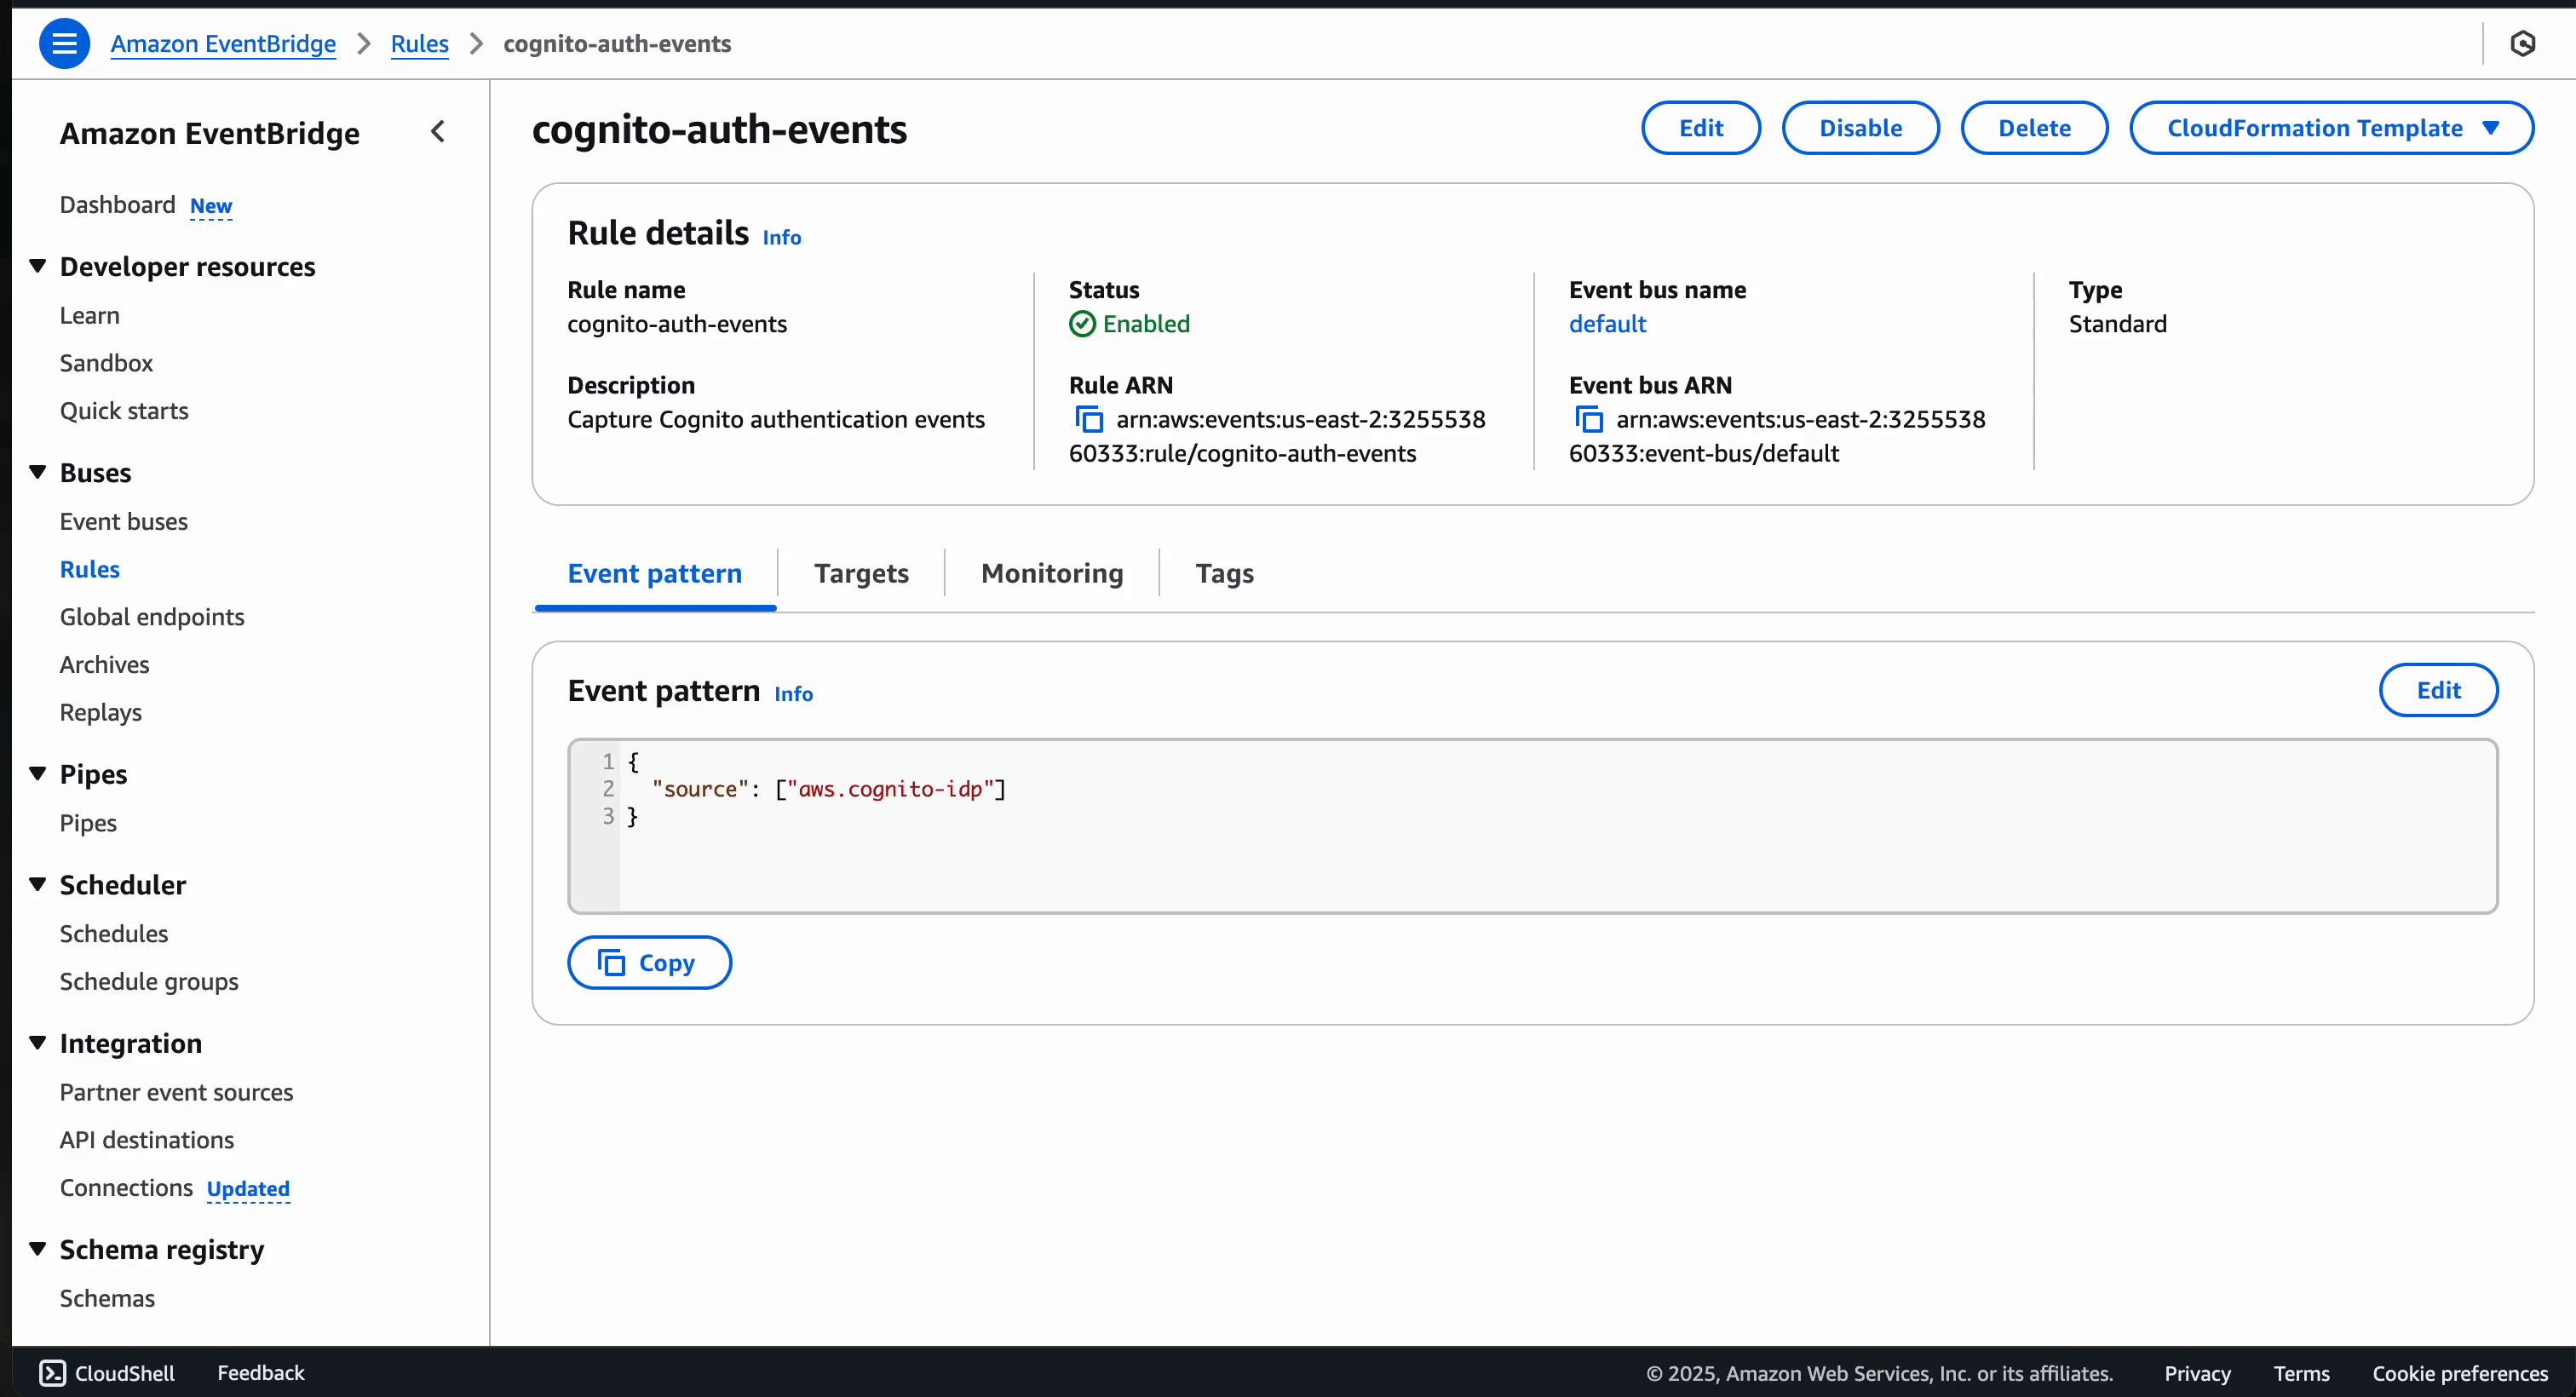 Amazon EventBridge > Rules > cognito-auth-events
Amazon EventBridge
Dashboard New
Developer resources
Learn
Sandbox
Quick starts
Buses
Event buses
Rules
Global endpoints
Archives
Replays
Pipes
Pipes
Scheduler
Schedules
Schedule groups
Integration
Partner event sources
API destinations
Connections Updated
Schema registry
Schemas
cognito-auth-events
Edit
Disable
Delete
CloudFormation Template
Rule details Info
Rule name
cognito-auth-events
Description
Capture Cognito authentication events
Status
Enabled
Rule ARN
arn:aws:events:us-east-2:3255538
60333:rule/cognito-auth-events
Event bus name
default
Event bus ARN
arn:aws:events:us-east-2:3255538
60333:event-bus/default
Type
Standard
Event pattern
Targets
Monitoring
Tags
Event pattern Info
Edit
1 {
2 "source": ["aws.cognito-idp"]
3 }
Copy
CloudShell
Feedback
© 2025, Amazon Web Services, Inc. or its affiliates.
Privacy
Terms
Cookie preferences